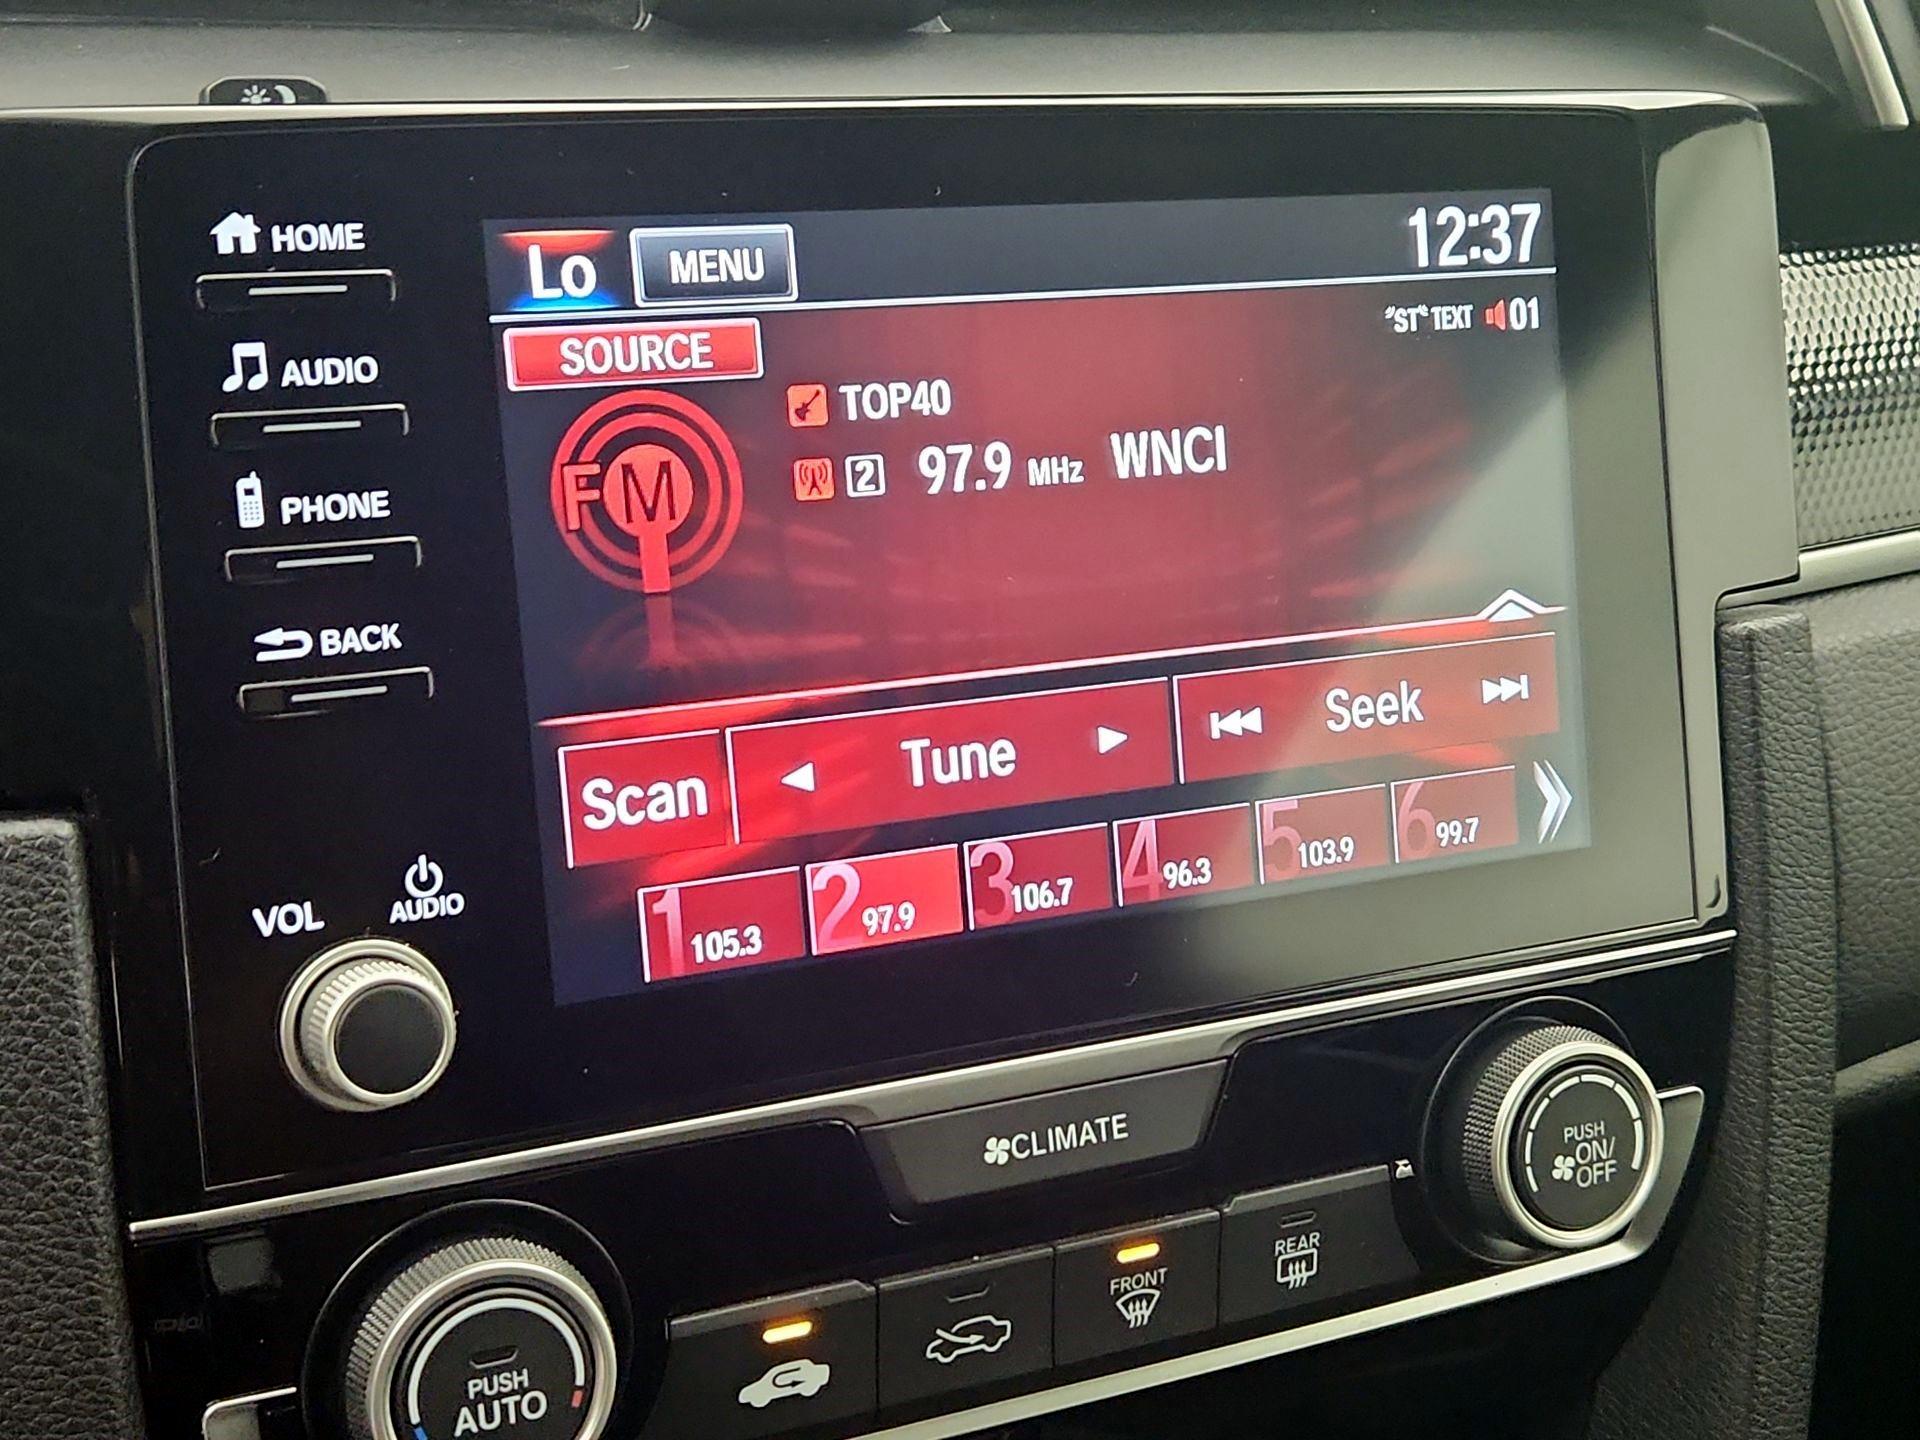 HOME
AUDIO
PHONE
BACK
VOL
AUDIO
Lo
MENU
12:37
"ST" TEXT 01
SOURCE
FM
TOP40
2 97.9 MHz WNCI
Scan
Tune
Seek
1 105.3
2 97.9
3 106.7
4 96.3
5 103.9
6 99.7
CLIMATE
PUSH
ON/
OFF
FRONT
REAR
PUSH
AUTO